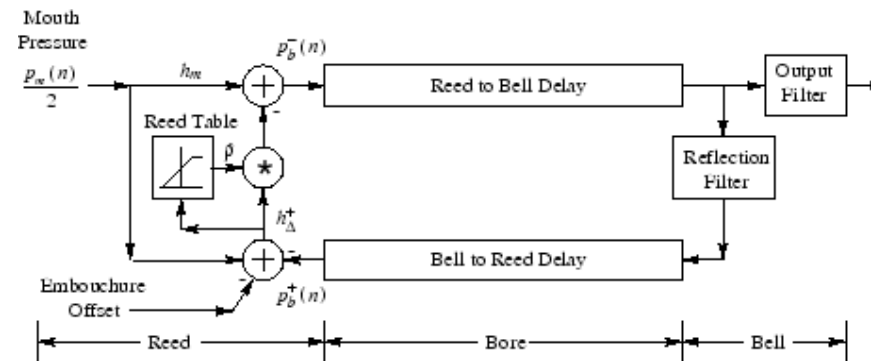 Mouth
Pressure
p_m(n)
2
h_m
p_b^-(n)
+
-
Reed to Bell Delay
Output
Filter
Reed Table
ρ̂
*
Reflection
Filter
h_Δ^+
-
+
-
Bell to Reed Delay
p_b^+(n)
Embouchure
Offset
Reed
Bore
Bell